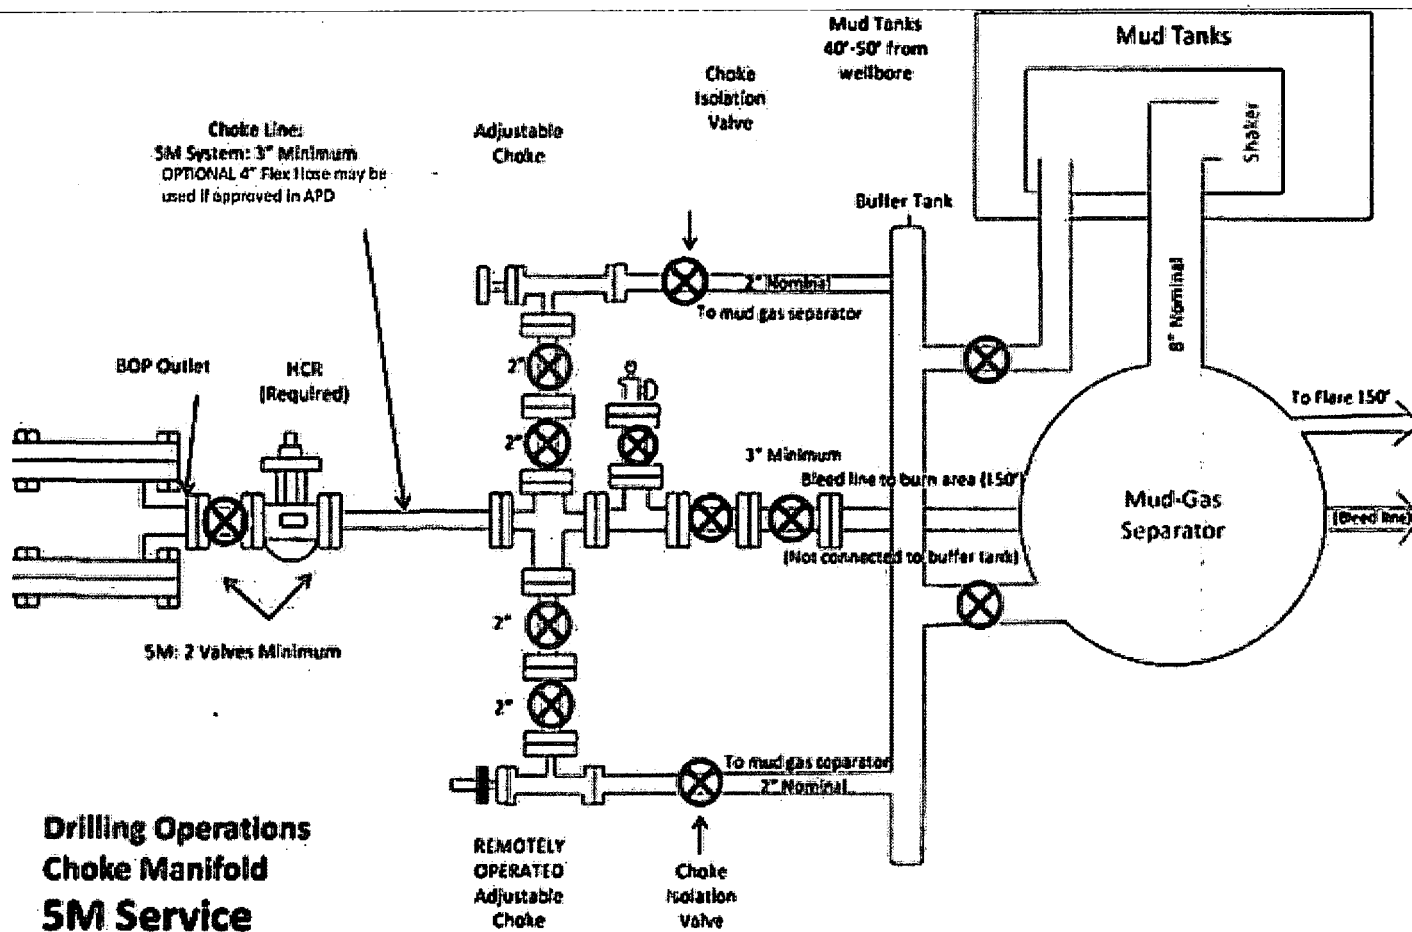 Mud Tanks
40'-50' from
wellbore
Mud Tanks
Shaker
Choke
Isolation
Valve
Choke Line:
5M System: 3" Minimum
OPTIONAL 4" Flex Hose may be
used if approved in APD
Adjustable
Choke
Buffer Tank
2" Nominal
To mud gas separator
8" Nominal
BOP Outlet
HCR
(Required)
2"
2"
To Flare 150'
3" Minimum
Bleed line to burn area (150')
Mud-Gas
Separator
(Bleed line)
(Not connected to buffer tank)
5M: 2 Valves Minimum
2"
2"
To mud gas separator
2" Nominal
Drilling Operations
Choke Manifold
5M Service
REMOTELY
OPERATED
Adjustable
Choke
Choke
Isolation
Valve